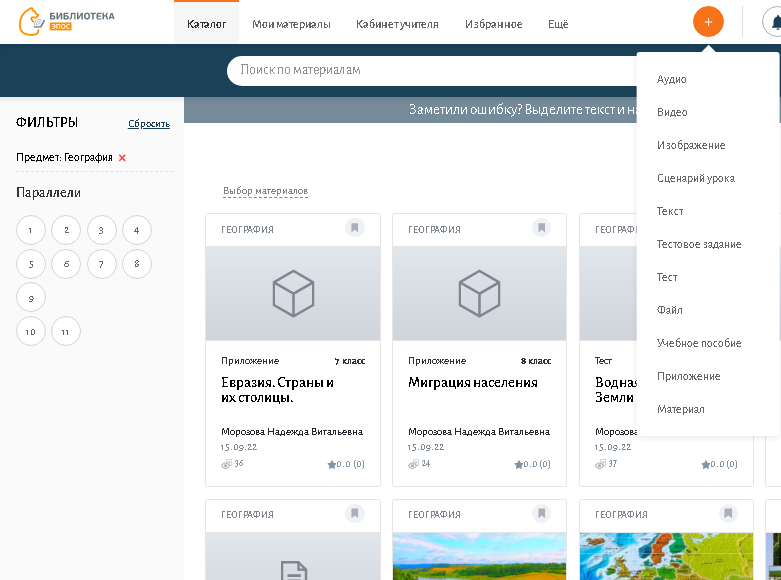 БИБЛИОТЕКА
ЭПОС
Каталог
Мои материалы
Кабинет учителя
Избранное
Ещё
+
Поиск по материалам
Заметили ошибку? Выделите текст и
Аудио
Видео
Изображение
Сценарий урока
Текст
Тестовое задание
Тест
Файл
Учебное пособие
Приложение
Материал
ФИЛЬТРЫ
Сбросить
Предмет: География ×
Параллели
1 2 3 4
5 6 7 8
9
10 11
Выбор материалов
ГЕОГРАФИЯ
Приложение 7 класс
Евразия. Страны и
их столицы.
Морозова Надежда Витальевна
15.09.22
36 0.0 (0)
ГЕОГРАФИЯ
Приложение 8 класс
Миграция населения
Морозова Надежда Витальевна
15.09.22
24 0.0 (0)
ГЕОГРАФ
Тест
Водная
Земли
Морозова Надежда Витальевна
15.09.22
37 0.0 (0)
ГЕОГРАФИЯ
ГЕОГРАФИЯ
ГЕОГРАФИЯ